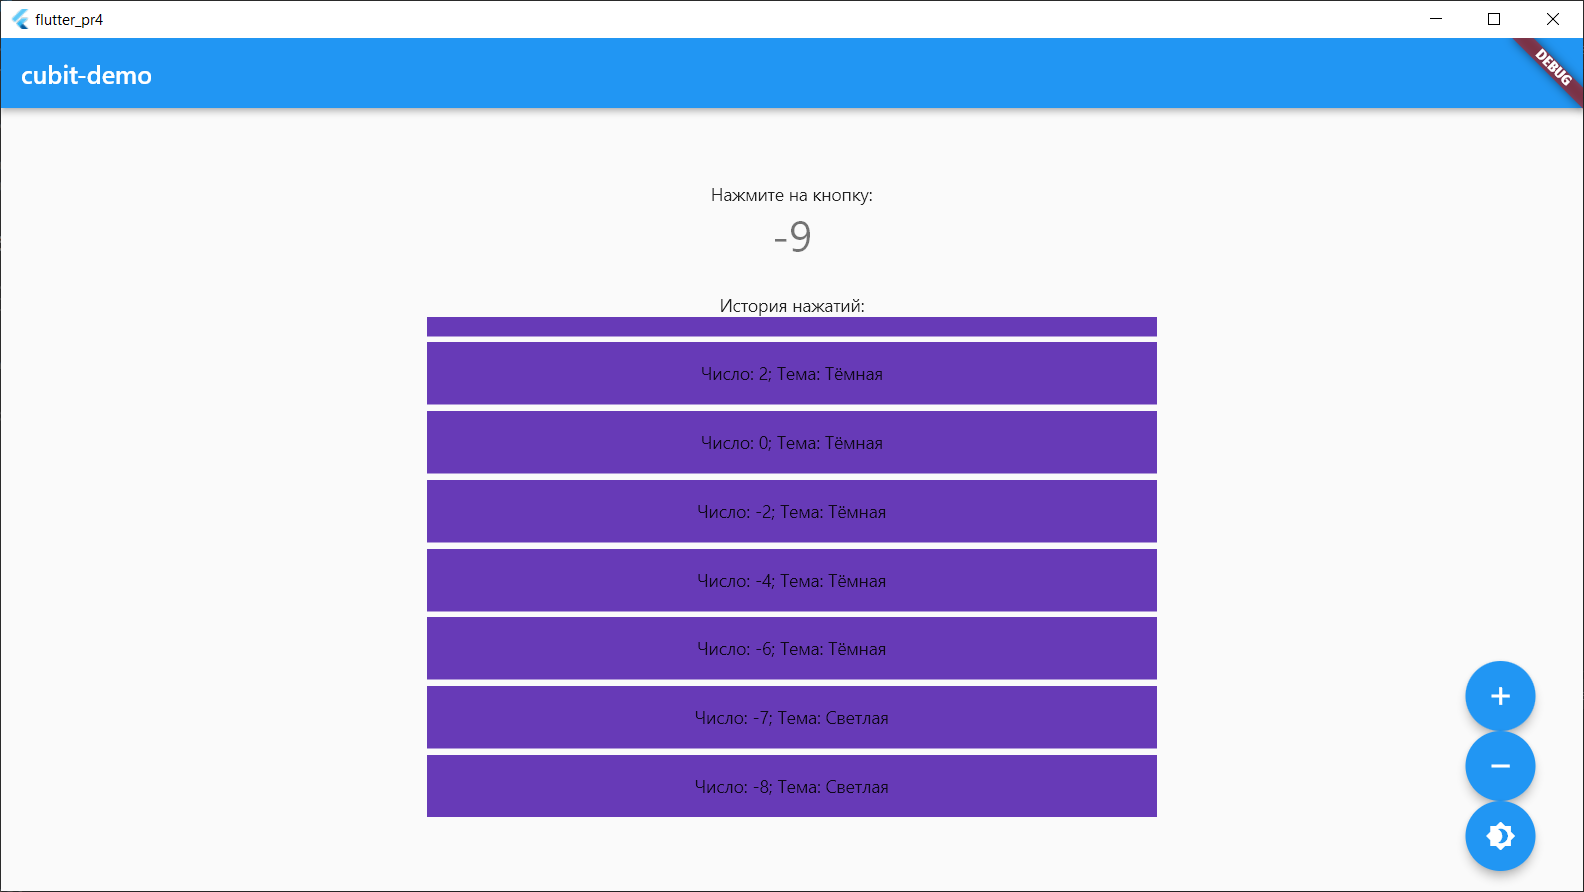 flutter_pr4
cubit-demo
DEBUG
Нажмите на кнопку:
-9
История нажатий:
Число: 2; Тема: Тёмная
Число: 0; Тема: Тёмная
Число: -2; Тема: Тёмная
Число: -4; Тема: Тёмная
Число: -6; Тема: Тёмная
Число: -7; Тема: Светлая
Число: -8; Тема: Светлая